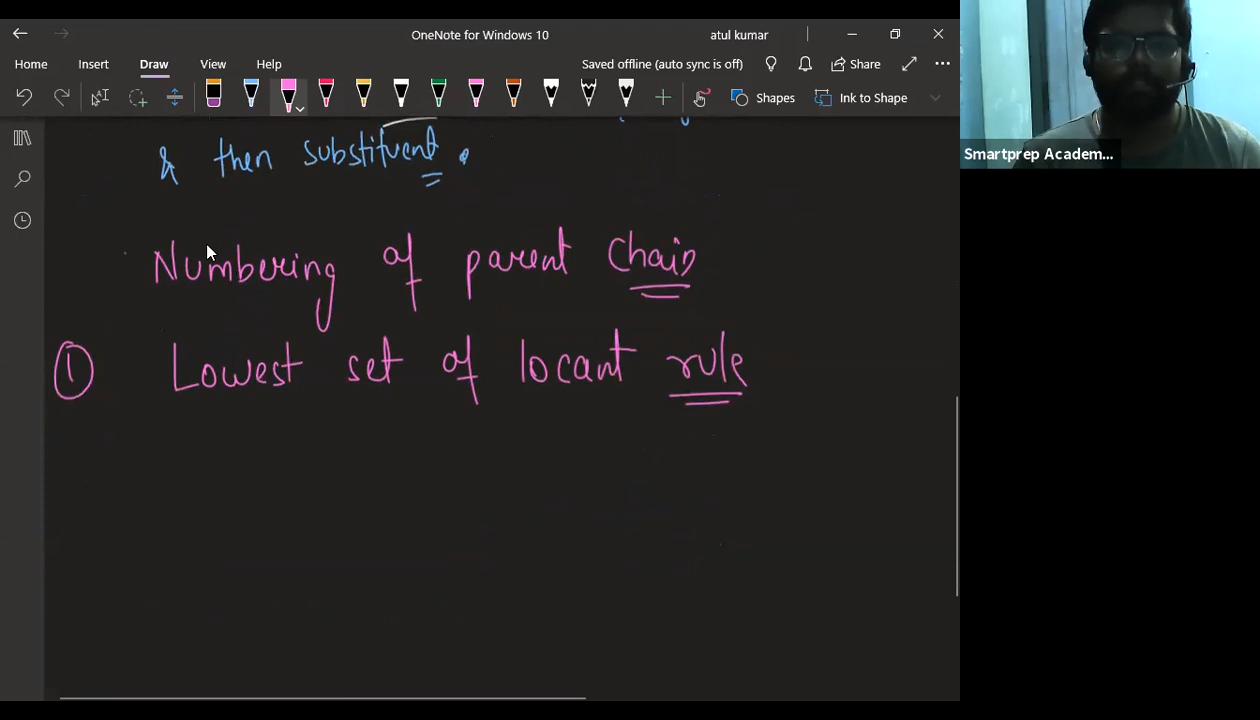 OneNote for Windows 10
atul kumar
Home Insert Draw View Help
Saved offline (auto sync is off)
Share
Shapes
Ink to Shape
Smartprep Academ...
& then substituent.
Numbering of parent Chain
① Lowest set of locant rule